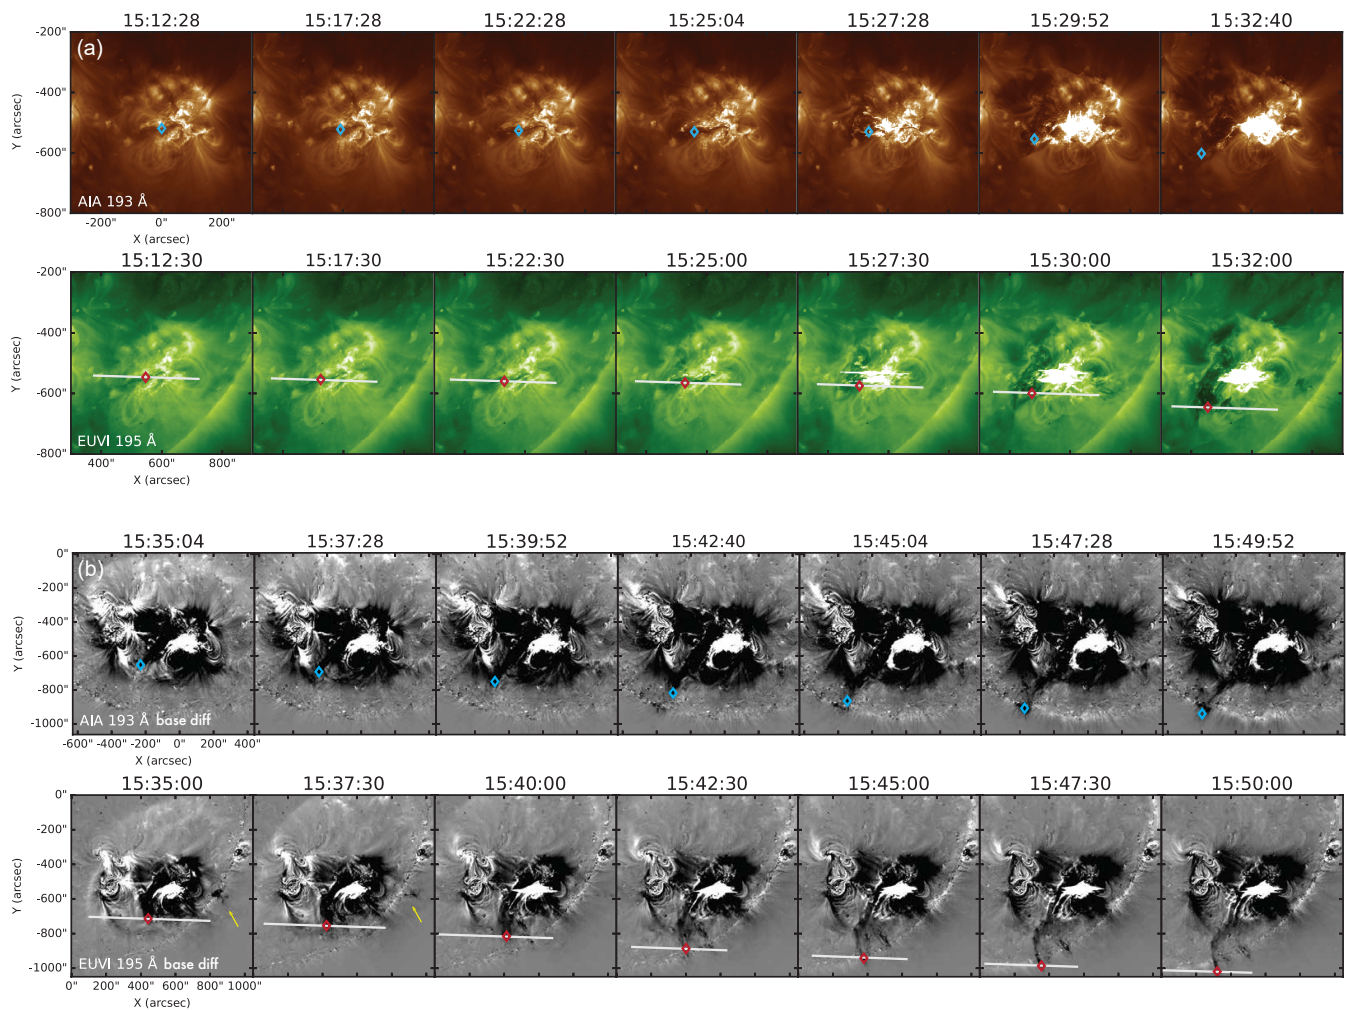 15:12:28 15:17:28 15:22:28 15:25:04 15:27:28 15:29:52 15:32:40
(a)
-200"
-400"
-600"
-800"
Y (arcsec)
AIA 193 Å
-200" 0" 200"
X (arcsec)
15:12:30 15:17:30 15:22:30 15:25:00 15:27:30 15:30:00 15:32:00
-200"
-400"
-600"
-800"
Y (arcsec)
EUVI 195 Å
400" 600" 800"
X (arcsec)
15:35:04 15:37:28 15:39:52 15:42:40 15:45:04 15:47:28 15:49:52
(b)
0"
-200"
-400"
-600"
-800"
-1000"
Y (arcsec)
AIA 193 Å base diff
-600" -400" -200" 0" 200" 400"
X (arcsec)
15:35:00 15:37:30 15:40:00 15:42:30 15:45:00 15:47:30 15:50:00
0"
-200"
-400"
-600"
-800"
-1000"
Y (arcsec)
EUVI 195 Å base diff
0" 200" 400" 600" 800" 1000"
X (arcsec)